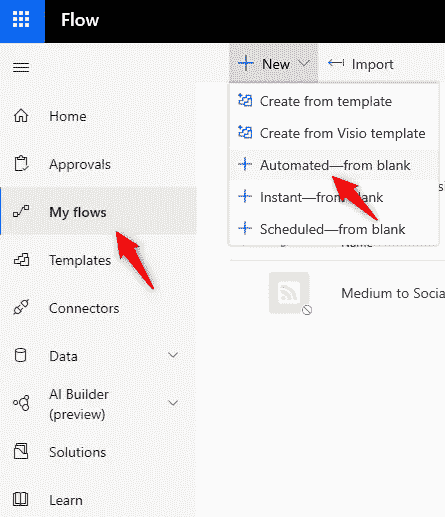 Flow
New
Import
Home
Create from template
Create from Visio template
Approvals
Automated—from blank
My flows
Instant—from blank
Scheduled—from blank
Templates
Connectors
Medium to Socia
Data
AI Builder
(preview)
Solutions
Learn